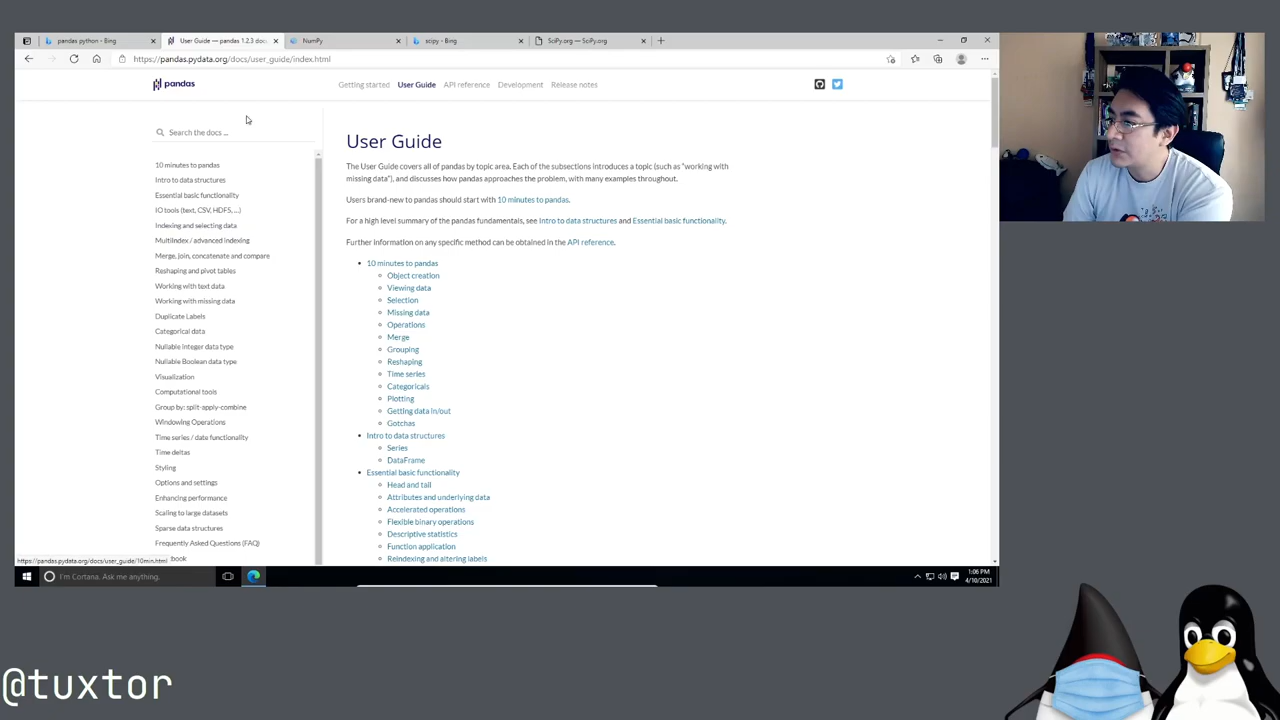 pandas python - Bing
User Guide — pandas 1.2.3 doc
NumPy
scipy - Bing
SciPy.org — SciPy.org
https://pandas.pydata.org/docs/user_guide/index.html
pandas
Getting started
User Guide
API reference
Development
Release notes
Search the docs ...
10 minutes to pandas
Intro to data structures
Essential basic functionality
IO tools (text, CSV, HDF5, ...)
Indexing and selecting data
MultiIndex / advanced indexing
Merge, join, concatenate and compare
Reshaping and pivot tables
Working with text data
Working with missing data
Duplicate Labels
Categorical data
Nullable integer data type
Nullable Boolean data type
Visualization
Computational tools
Group by: split-apply-combine
Windowing Operations
Time series / date functionality
Time deltas
Styling
Options and settings
Enhancing performance
Scaling to large datasets
Sparse data structures
Frequently Asked Questions (FAQ)
book
https://pandas.pydata.org/docs/user_guide/10min.html
User Guide
The User Guide covers all of pandas by topic area. Each of the subsections introduces a topic (such as "working with
missing data"), and discusses how pandas approaches the problem, with many examples throughout.
Users brand-new to pandas should start with 10 minutes to pandas.
For a high level summary of the pandas fundamentals, see Intro to data structures and Essential basic functionality.
Further information on any specific method can be obtained in the API reference.
10 minutes to pandas
Object creation
Viewing data
Selection
Missing data
Operations
Merge
Grouping
Reshaping
Time series
Categoricals
Plotting
Getting data in/out
Gotchas
Intro to data structures
Series
DataFrame
Essential basic functionality
Head and tail
Attributes and underlying data
Accelerated operations
Flexible binary operations
Descriptive statistics
Function application
Reindexing and altering labels
I'm Cortana. Ask me anything.
1:06 PM
4/10/2021
@tuxtor